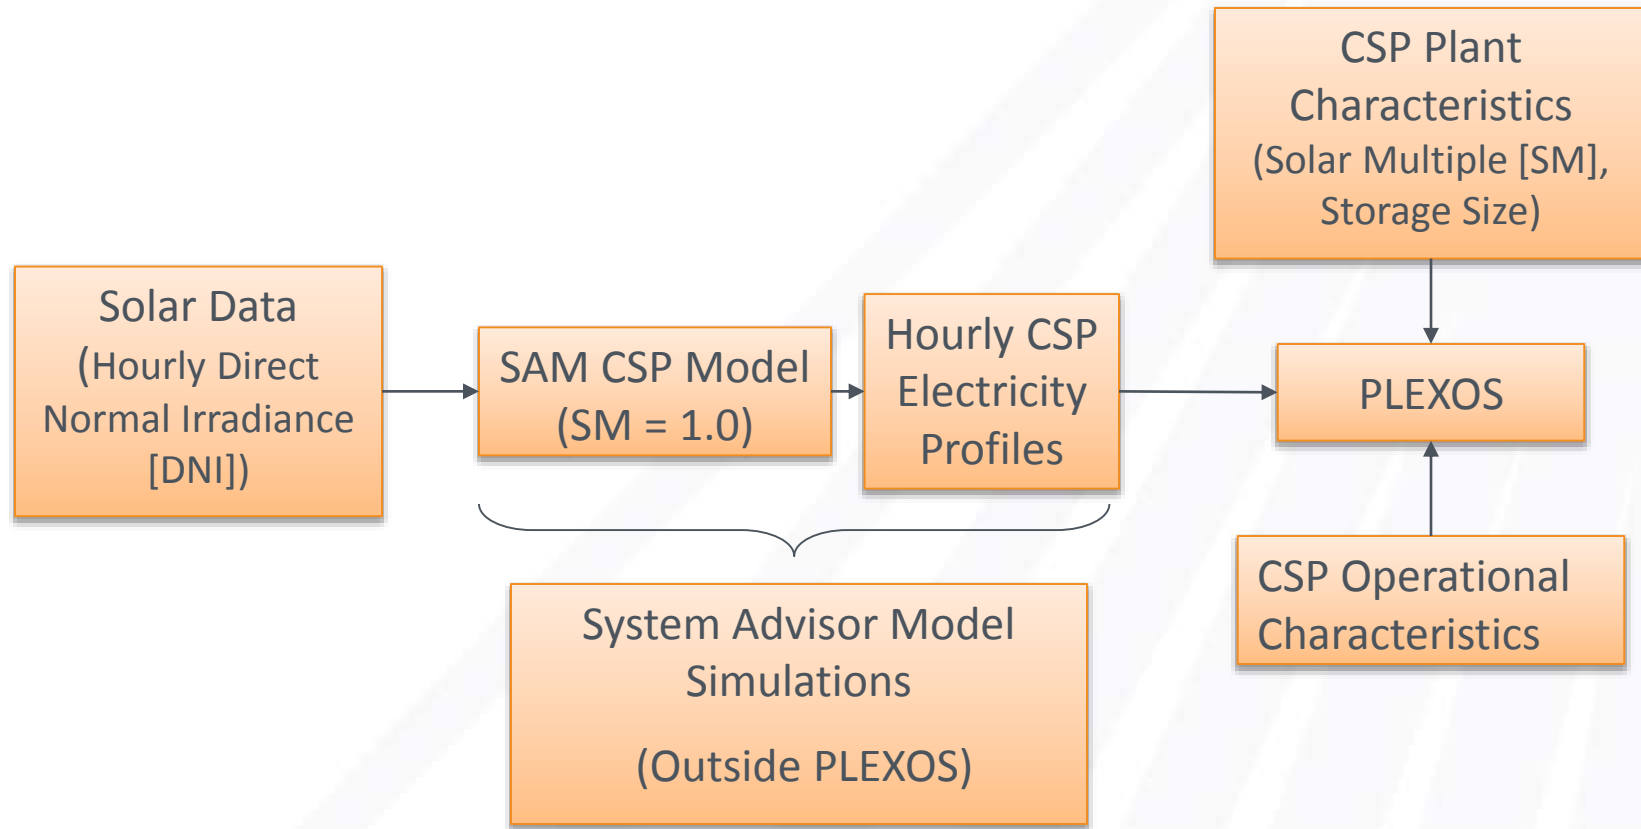 CSP Plant
Characteristics
(Solar Multiple [SM],
Storage Size)
Solar Data
(Hourly Direct
Normal Irradiance
[DNI])
SAM CSP Model
(SM = 1.0)
Hourly CSP
Electricity
Profiles
PLEXOS
System Advisor Model
Simulations
(Outside PLEXOS)
CSP Operational
Characteristics